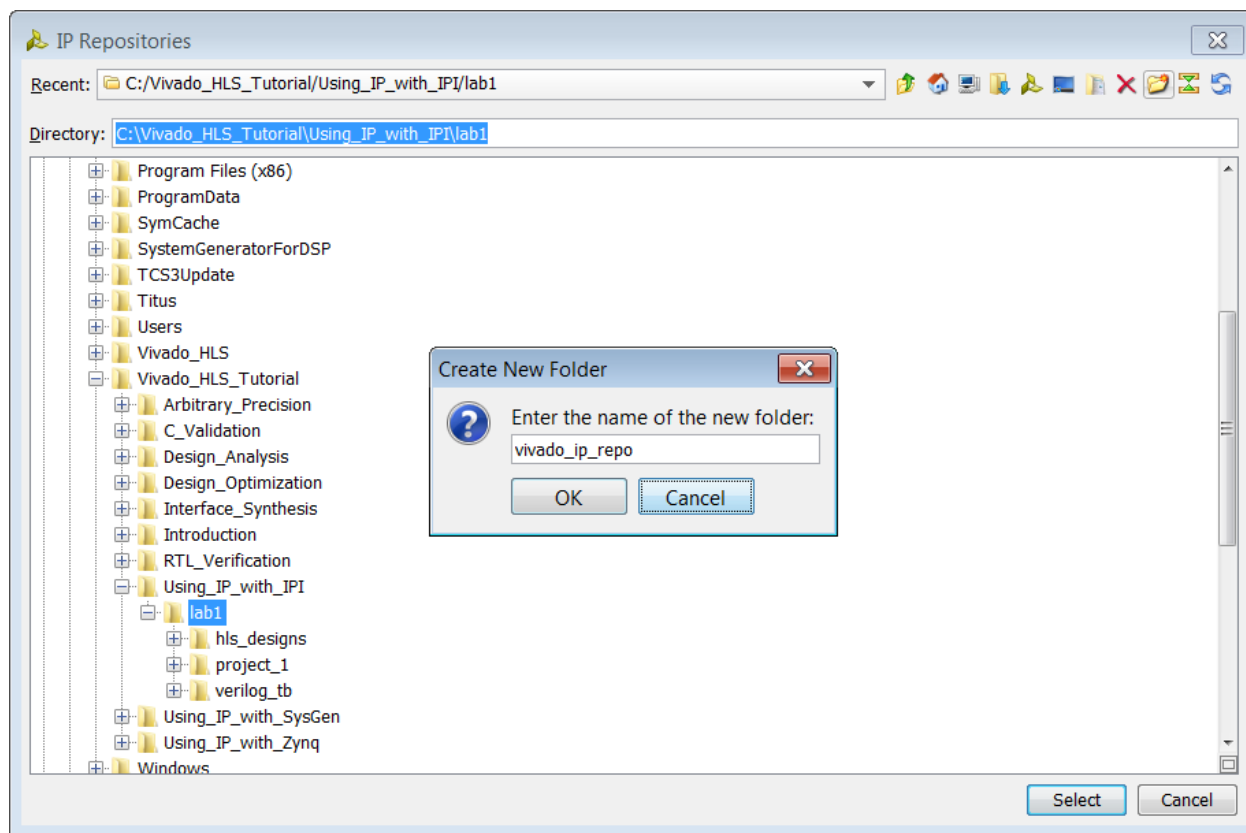 IP Repositories
Recent: C:/Vivado_HLS_Tutorial/Using_IP_with_IPI/lab1
Directory: C:\Vivado_HLS_Tutorial\Using_IP_with_IPI\lab1
Program Files (x86)
ProgramData
SymCache
SystemGeneratorForDSP
TCS3Update
Titus
Users
Vivado_HLS
Vivado_HLS_Tutorial
Arbitrary_Precision
C_Validation
Design_Analysis
Design_Optimization
Interface_Synthesis
Introduction
RTL_Verification
Using_IP_with_IPI
lab1
hls_designs
project_1
verilog_tb
Using_IP_with_SysGen
Using_IP_with_Zynq
Windows
Create New Folder
Enter the name of the new folder:
vivado_ip_repo
OK Cancel
Select Cancel